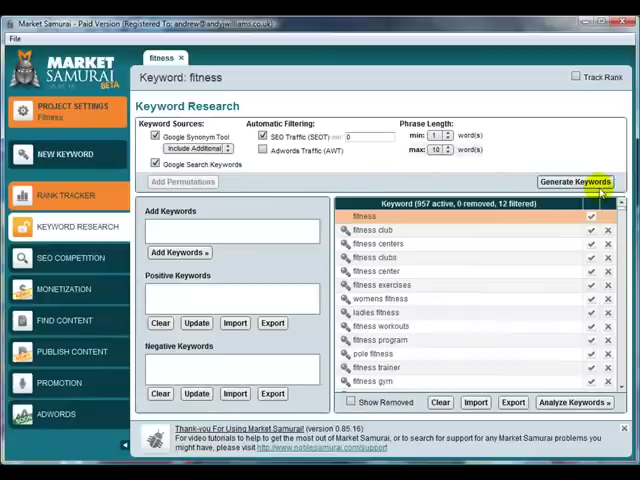 Market Samurai - Paid Version (Registered To: andrew@andyjwilliams.co.uk)
File
MARKET
SAMURAI
BETA
fitness
Keyword: fitness
Track Rank
PROJECT SETTINGS
Fitness
NEW KEYWORD
RANK TRACKER
KEYWORD RESEARCH
SEO COMPETITION
MONETIZATION
FIND CONTENT
PUBLISH CONTENT
PROMOTION
ADWORDS
Keyword Research
Keyword Sources:
Google Synonym Tool
Include Additional
Google Search Keywords
Automatic Filtering:
SEO Traffic (SEOT) min: 0
Adwords Traffic (AWT)
Phrase Length:
min: 1 word(s)
max: 10 word(s)
Add Permutations
Generate Keywords
Add Keywords
Add Keywords »
Positive Keywords
Clear Update Import Export
Negative Keywords
Clear Update Import Export
Keyword (957 active, 0 removed, 12 filtered)
fitness
fitness club
fitness centers
fitness clubs
fitness center
fitness exercises
womens fitness
ladies fitness
fitness workouts
fitness program
pole fitness
fitness trainer
fitness gym
Show Removed Clear Import Export Analyze Keywords »
Thank-you For Using Market Samurai! (version 0.85.16)
For video tutorials to help to get the most out of Market Samurai, or to search for support for any Market Samurai problems you
might have, please visit http://www.noblesamurai.com/support